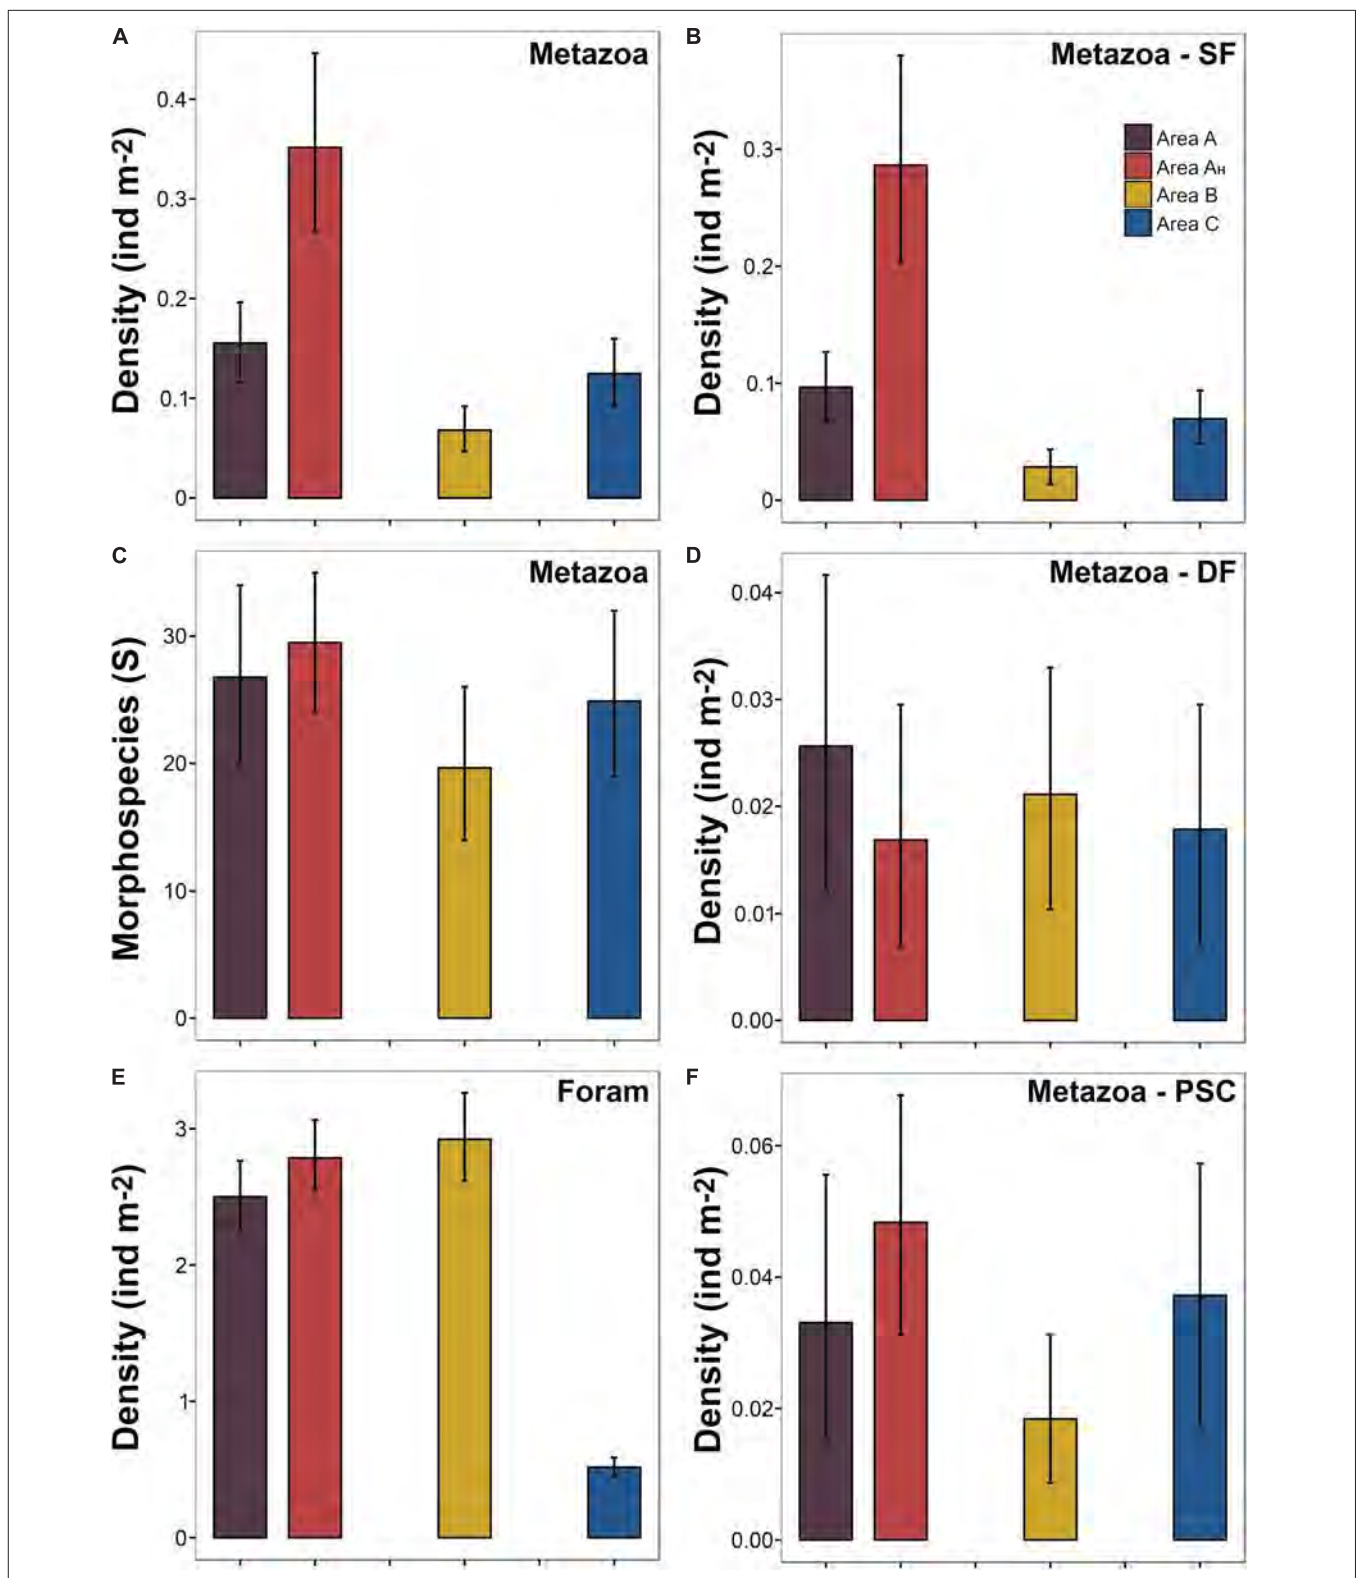 A
Metazoa
Density (ind m-2)
0.4
0.3
0.2
0.1
0
B
Metazoa - SF
Density (ind m-2)
0.3
0.2
0.1
0
Area A
Area AH
Area B
Area C
C
Metazoa
Morphospecies (S)
30
20
10
0
D
Metazoa - DF
Density (ind m-2)
0.04
0.03
0.02
0.01
0.00
E
Foram
Density (ind m-2)
3
2
1
0
F
Metazoa - PSC
Density (ind m-2)
0.06
0.04
0.02
0.00